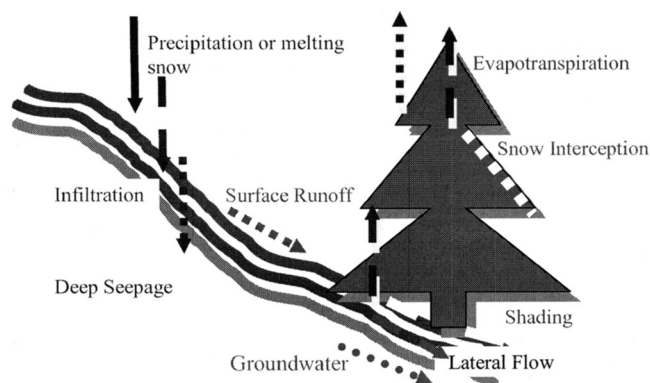 Precipitation or melting
snow
Evapotranspiration
Snow Interception
Infiltration
Surface Runoff
Deep Seepage
Shading
Groundwater
Lateral Flow